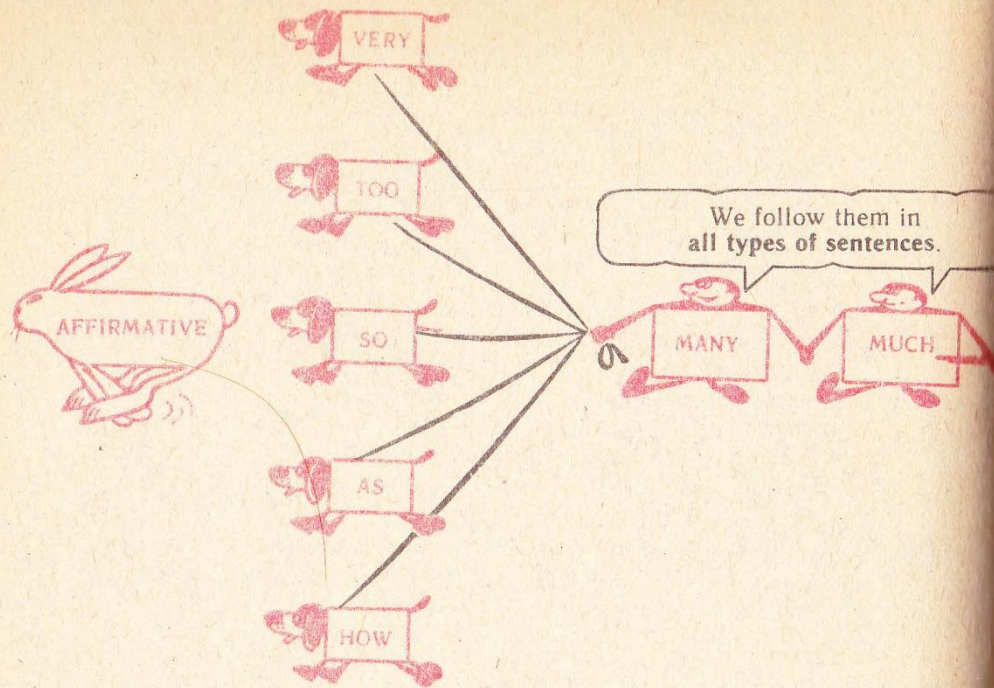 VERY
TOO
We follow them in
all types of sentences.
AFFIRMATIVE
SO
MANY
MUCH
AS
HOW